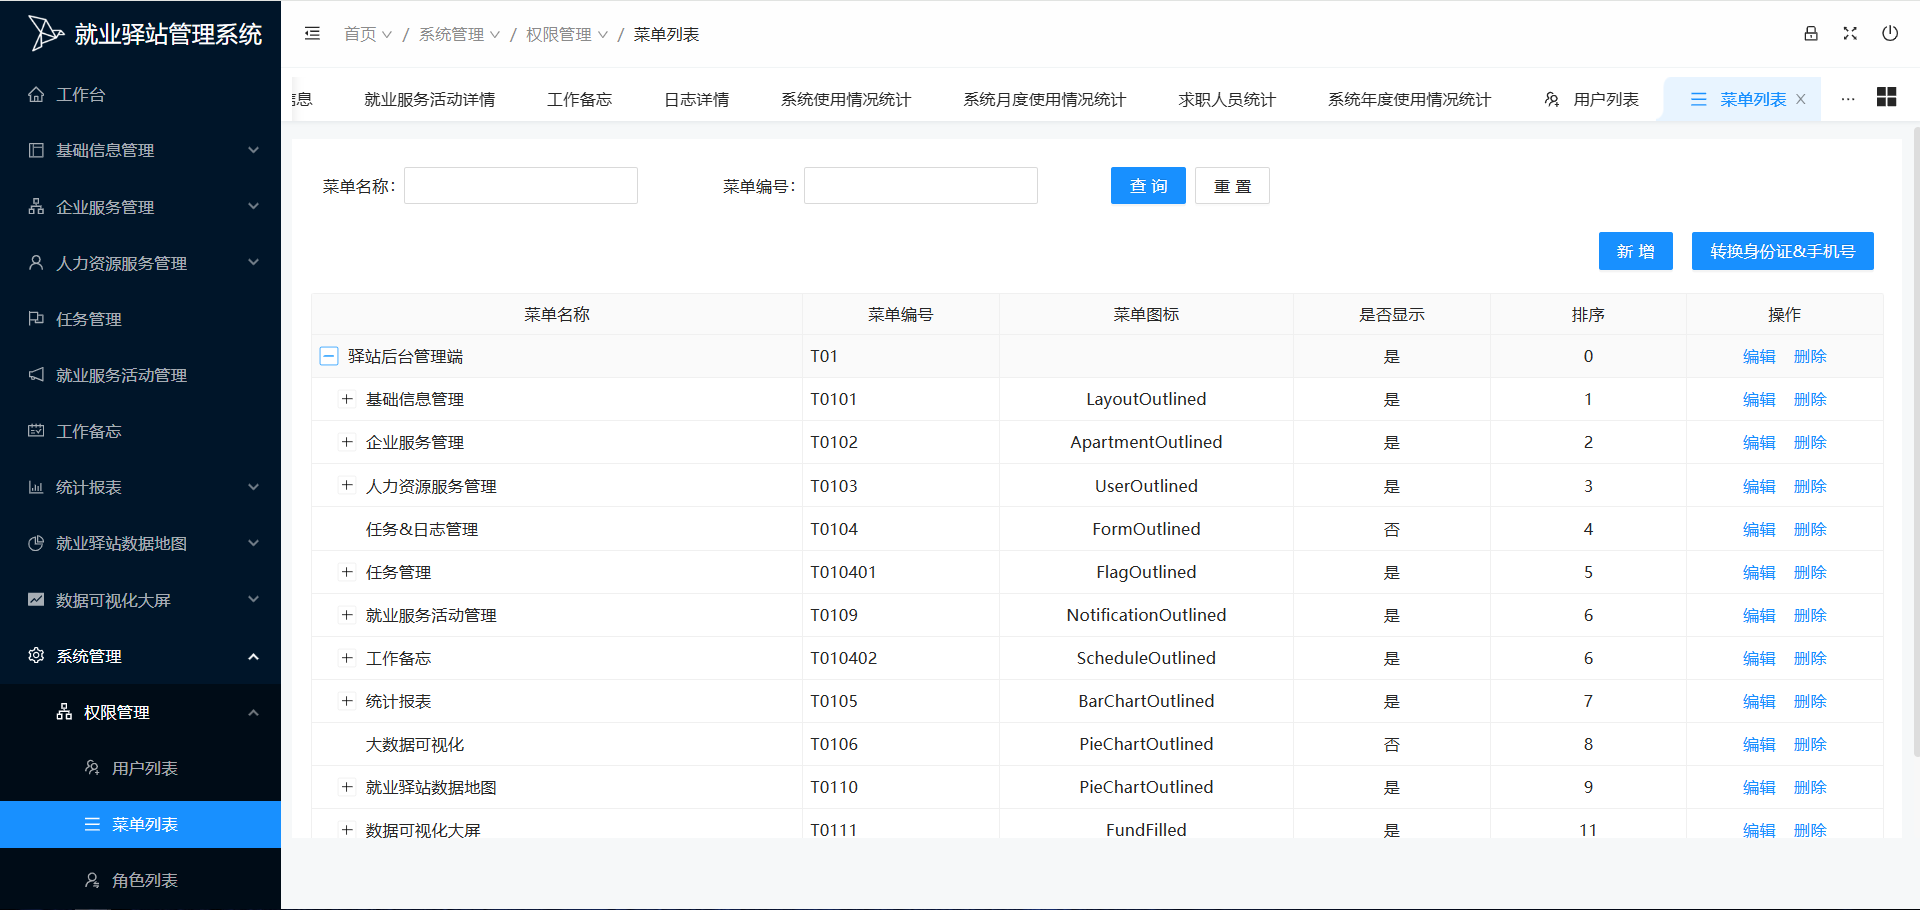 就业驿站管理系统
工作台
基础信息管理
企业服务管理
人力资源服务管理
任务管理
就业服务活动管理
工作备忘
统计报表
就业驿站数据地图
数据可视化大屏
系统管理
权限管理
用户列表
菜单列表
角色列表
首页 / 系统管理 / 权限管理 / 菜单列表
信息 就业服务活动详情 工作备忘 日志详情 系统使用情况统计 系统月度使用情况统计 求职人员统计 系统年度使用情况统计 用户列表 菜单列表 X ...
菜单名称: 菜单编号: 查 询 重 置
新 增 转换身份证&手机号
菜单名称 菜单编号 菜单图标 是否显示 排序 操作
驿站后台管理端 T01 是 0 编辑 删除
基础信息管理 T0101 LayoutOutlined 是 1 编辑 删除
企业服务管理 T0102 ApartmentOutlined 是 2 编辑 删除
人力资源服务管理 T0103 UserOutlined 是 3 编辑 删除
任务&日志管理 T0104 FormOutlined 否 4 编辑 删除
任务管理 T010401 FlagOutlined 是 5 编辑 删除
就业服务活动管理 T0109 NotificationOutlined 是 6 编辑 删除
工作备忘 T010402 ScheduleOutlined 是 6 编辑 删除
统计报表 T0105 BarChartOutlined 是 7 编辑 删除
大数据可视化 T0106 PieChartOutlined 否 8 编辑 删除
就业驿站数据地图 T0110 PieChartOutlined 是 9 编辑 删除
数据可视化大屏 T0111 FundFilled 是 11 编辑 删除